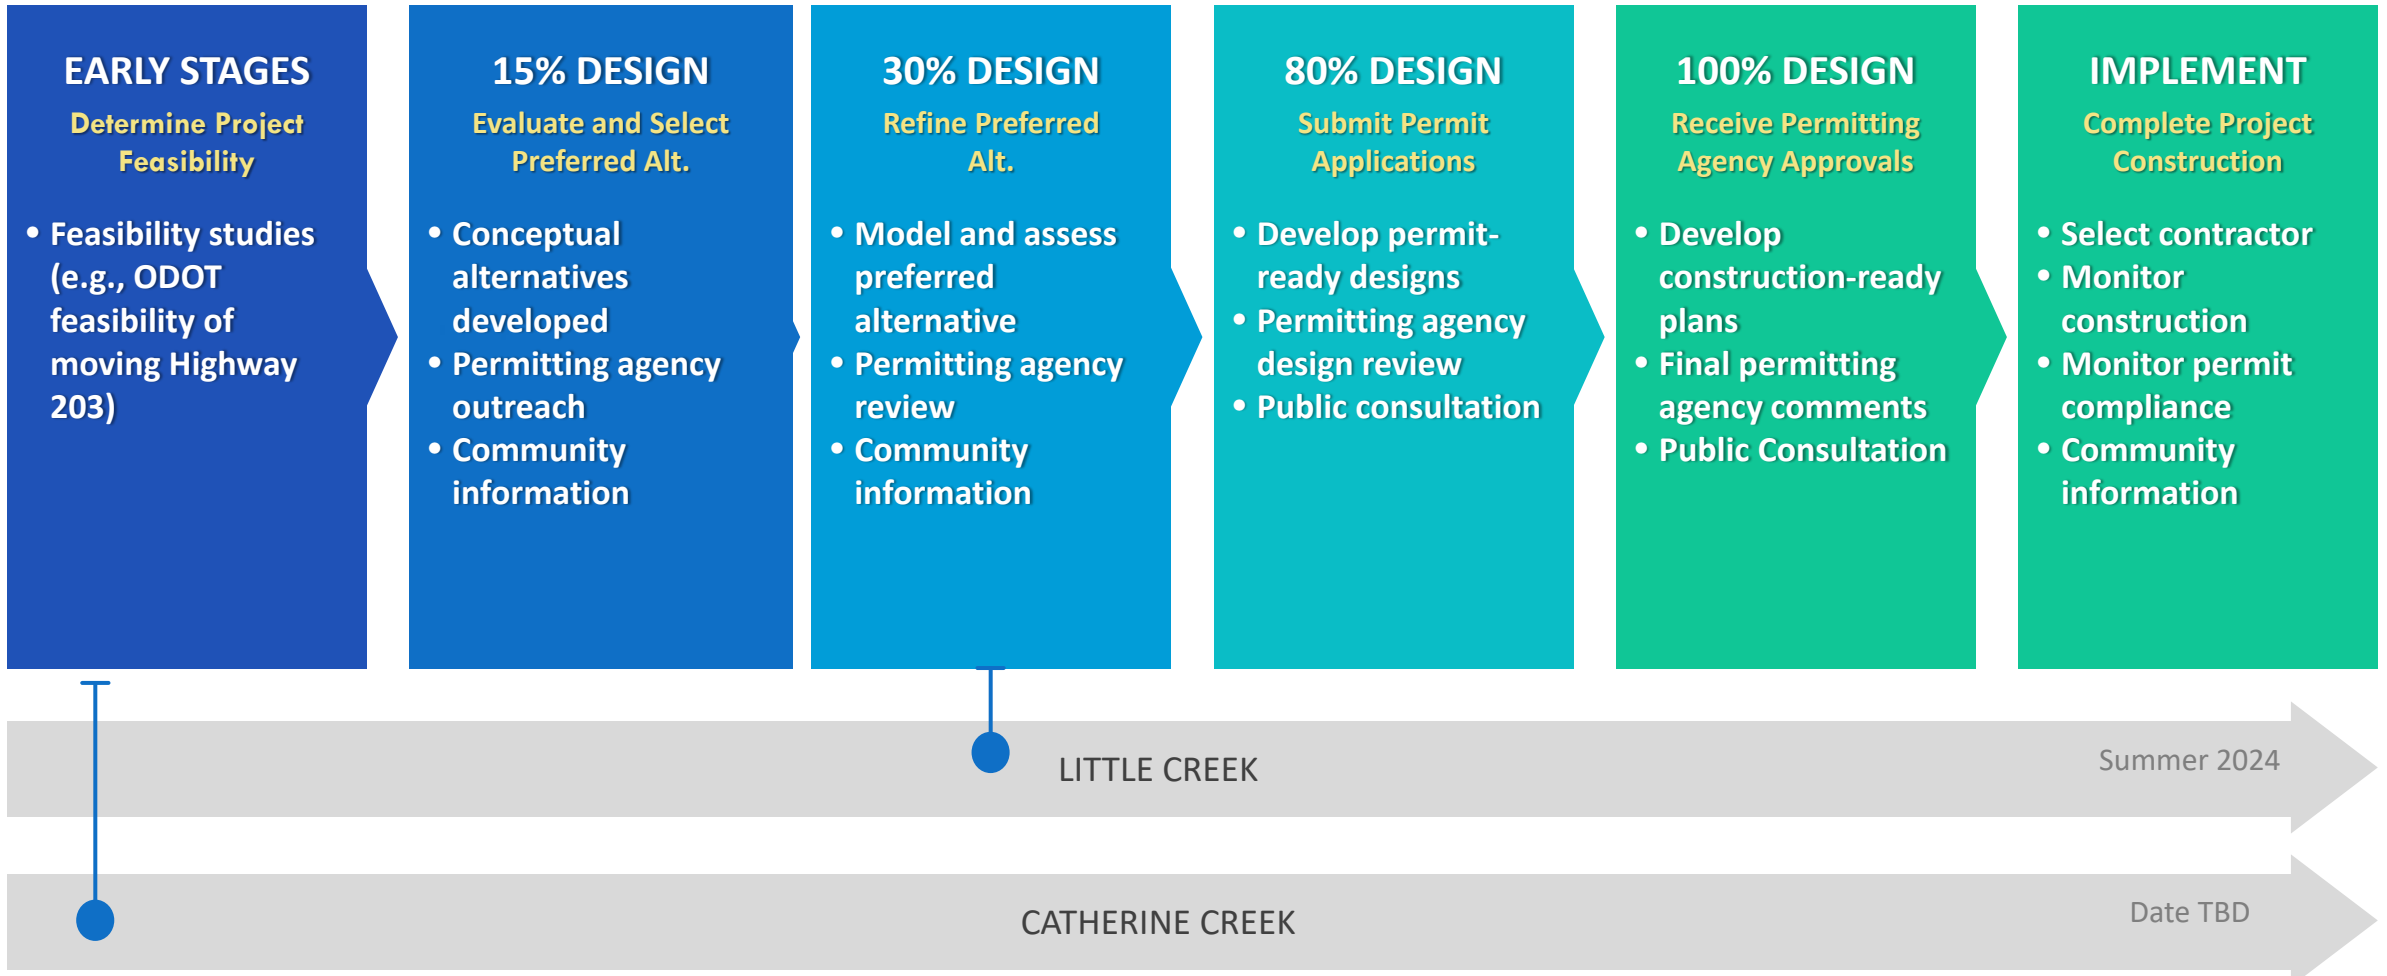 EARLY STAGES
Determine Project
Feasibility
• Feasibility studies
(e.g., ODOT
feasibility of
moving Highway
203)
15% DESIGN
Evaluate and Select
Preferred Alt.
• Conceptual
alternatives
developed
• Permitting agency
outreach
• Community
information
30% DESIGN
Refine Preferred
Alt.
• Model and assess
preferred
alternative
• Permitting agency
review
• Community
information
80% DESIGN
Submit Permit
Applications
• Develop permit-
ready designs
• Permitting agency
design review
• Public consultation
100% DESIGN
Receive Permitting
Agency Approvals
• Develop
construction-ready
plans
• Final permitting
agency comments
• Public Consultation
IMPLEMENT
Complete Project
Construction
• Select contractor
• Monitor
construction
• Monitor permit
compliance
• Community
information
LITTLE CREEK
Summer 2024
CATHERINE CREEK
Date TBD